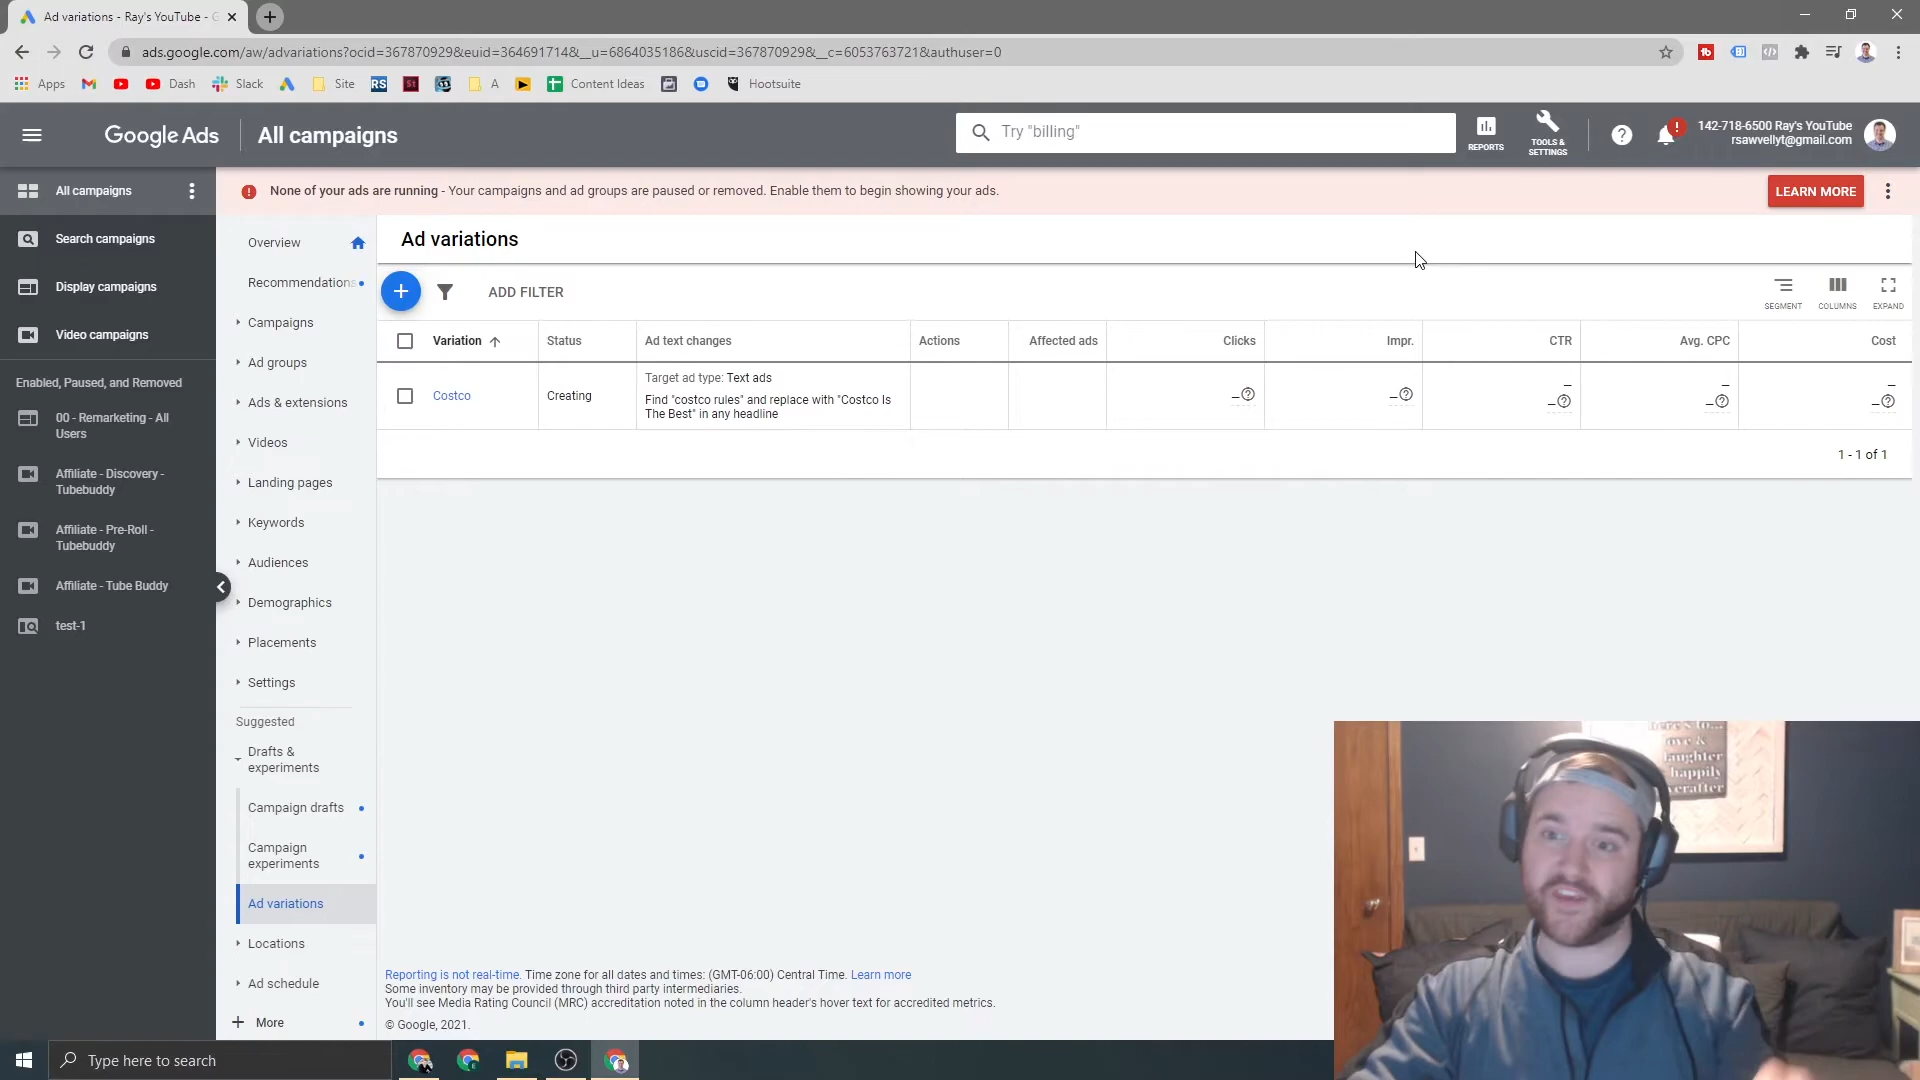 Ad variations - Ray's YouTube - G
ads.google.com/aw/advariations?ocid=367870929&euid=364691714&__u=6864035186&uscid=367870929&__c=6053763721&authuser=0
Apps
Dash
Slack
Site
RS
St
A
Content Ideas
Hootsuite
Google Ads
All campaigns
Try "billing"
REPORTS
TOOLS &
SETTINGS
142-718-6500 Ray's YouTube
rsawvellyt@gmail.com
All campaigns
None of your ads are running - Your campaigns and ad groups are paused or removed. Enable them to begin showing your ads.
LEARN MORE
Search campaigns
Display campaigns
Video campaigns
Enabled, Paused, and Removed
00 - Remarketing - All
Users
Affiliate - Discovery -
Tubebuddy
Affiliate - Pre-Roll -
Tubebuddy
Affiliate - Tube Buddy
test-1
Overview
Recommendations
Campaigns
Ad groups
Ads & extensions
Videos
Landing pages
Keywords
Audiences
Demographics
Placements
Settings
Suggested
Drafts &
experiments
Campaign drafts
Campaign
experiments
Ad variations
Locations
Ad schedule
More
Ad variations
ADD FILTER
SEGMENT
COLUMNS
EXPAND
Variation
Status
Ad text changes
Actions
Affected ads
Clicks
Impr.
CTR
Avg. CPC
Cost
Costco
Creating
Target ad type: Text ads
Find "costco rules" and replace with "Costco Is
The Best" in any headline
1 - 1 of 1
Reporting is not real-time. Time zone for all dates and times: (GMT-06:00) Central Time. Learn more
Some inventory may be provided through third party intermediaries.
You'll see Media Rating Council (MRC) accreditation noted in the column header's hover text for accredited metrics.
© Google, 2021.
love &
laughter
happily
Type here to search